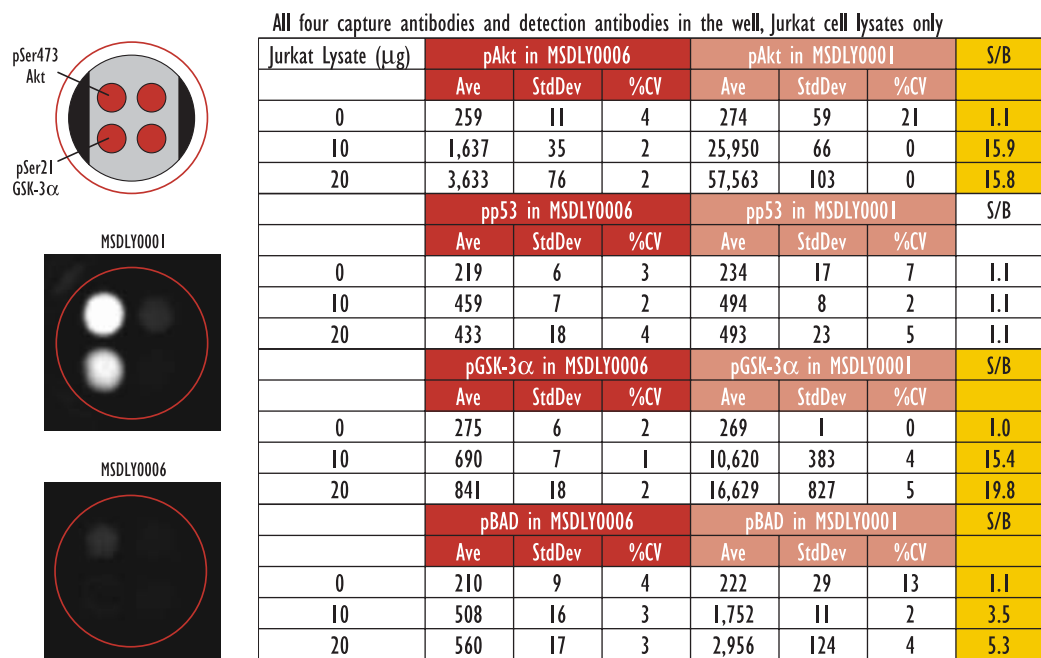 All four capture antibodies and detection antibodies in the well, Jurkat cell lysates only
pSer473
Akt
pSer21
GSK-3α
MSDLY0001
MSDLY0006
Jurkat Lysate (µg) pAkt in MSDLY0006 pAkt in MSDLY0001 S/B
Ave StdDev %CV Ave StdDev %CV
0 259 11 4 274 59 21 1.1
10 1,637 35 2 25,950 66 0 15.9
20 3,633 76 2 57,563 103 0 15.8
pp53 in MSDLY0006 pp53 in MSDLY0001 S/B
Ave StdDev %CV Ave StdDev %CV
0 219 6 3 234 17 7 1.1
10 459 7 2 494 8 2 1.1
20 433 18 4 493 23 5 1.1
pGSK-3α in MSDLY0006 pGSK-3α in MSDLY0001 S/B
Ave StdDev %CV Ave StdDev %CV
0 275 6 2 269 1 0 1.0
10 690 7 1 10,620 383 4 15.4
20 841 18 2 16,629 827 5 19.8
pBAD in MSDLY0006 pBAD in MSDLY0001 S/B
Ave StdDev %CV Ave StdDev %CV
0 210 9 4 222 29 13 1.1
10 508 16 3 1,752 11 2 3.5
20 560 17 3 2,956 124 4 5.3